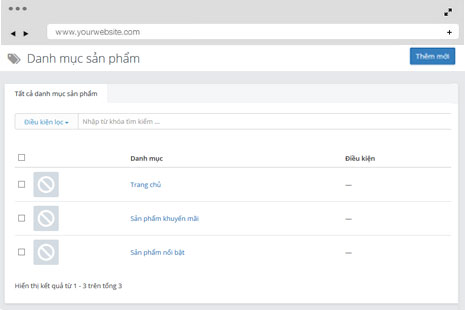 www.yourwebsite.com
Danh mục sản phẩm
Thêm mới
Tất cả danh mục sản phẩm
Điều kiện lọc
Nhập từ khóa tìm kiếm ...
Danh mục Điều kiện
Trang chủ —
Sản phẩm khuyến mãi —
Sản phẩm nổi bật —
Hiển thị kết quả từ 1 - 3 trên tổng 3